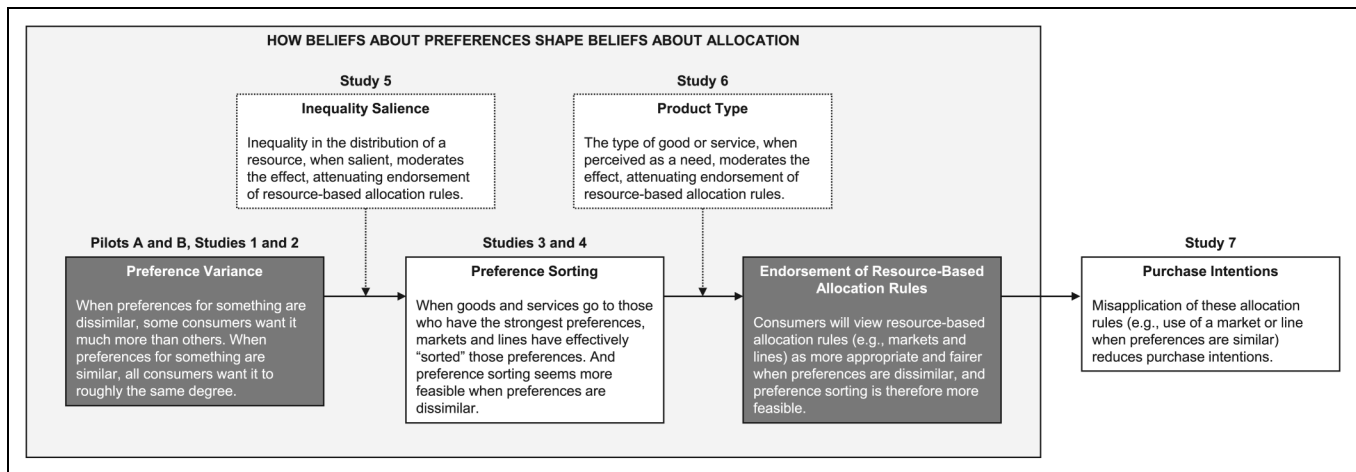 HOW BELIEFS ABOUT PREFERENCES SHAPE BELIEFS ABOUT ALLOCATION
Study 5
Inequality Salience
Inequality in the distribution of a
resource, when salient, moderates
the effect, attenuating endorsement
of resource-based allocation rules.
Study 6
Product Type
The type of good or service, when
perceived as a need, moderates the
effect, attenuating endorsement of
resource-based allocation rules.
Pilots A and B, Studies 1 and 2
Preference Variance
When preferences for something are
dissimilar, some consumers want it
much more than others. When
preferences for something are
similar, all consumers want it to
roughly the same degree.
Studies 3 and 4
Preference Sorting
When goods and services go to those
who have the strongest preferences,
markets and lines have effectively
“sorted” those preferences. And
preference sorting seems more
feasible when preferences are
dissimilar.
Endorsement of Resource-Based
Allocation Rules
Consumers will view resource-based
allocation rules (e.g., markets and
lines) as more appropriate and fairer
when preferences are dissimilar, and
preference sorting is therefore more
feasible.
Study 7
Purchase Intentions
Misapplication of these allocation
rules (e.g., use of a market or line
when preferences are similar)
reduces purchase intentions.